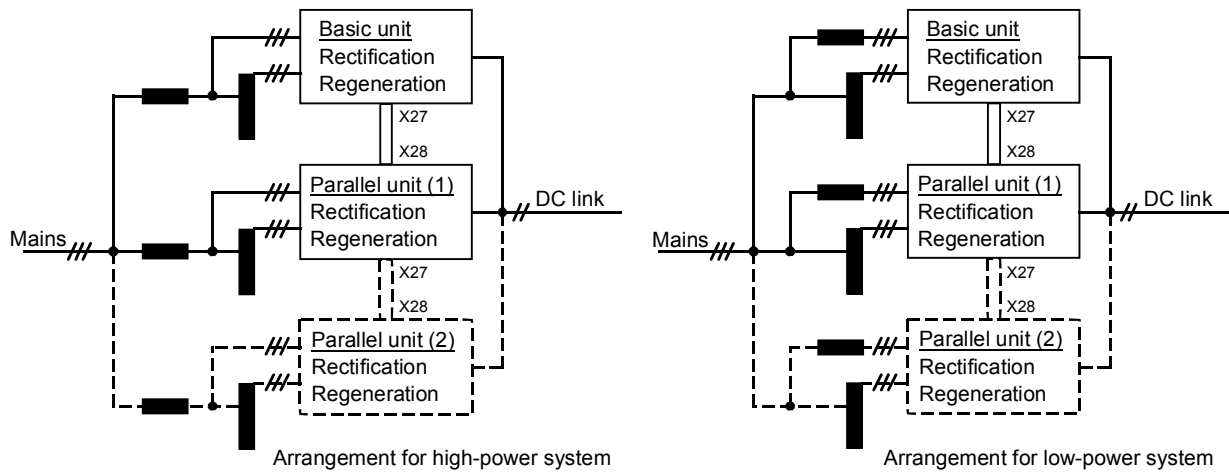 Basic unit
Rectification
Regeneration
X27
X28
Parallel unit (1)
Rectification
Regeneration
DC link
Mains
X27
X28
Parallel unit (2)
Rectification
Regeneration
Arrangement for high-power system
Basic unit
Rectification
Regeneration
X27
X28
Parallel unit (1)
Rectification
Regeneration
DC link
Mains
X27
X28
Parallel unit (2)
Rectification
Regeneration
Arrangement for low-power system